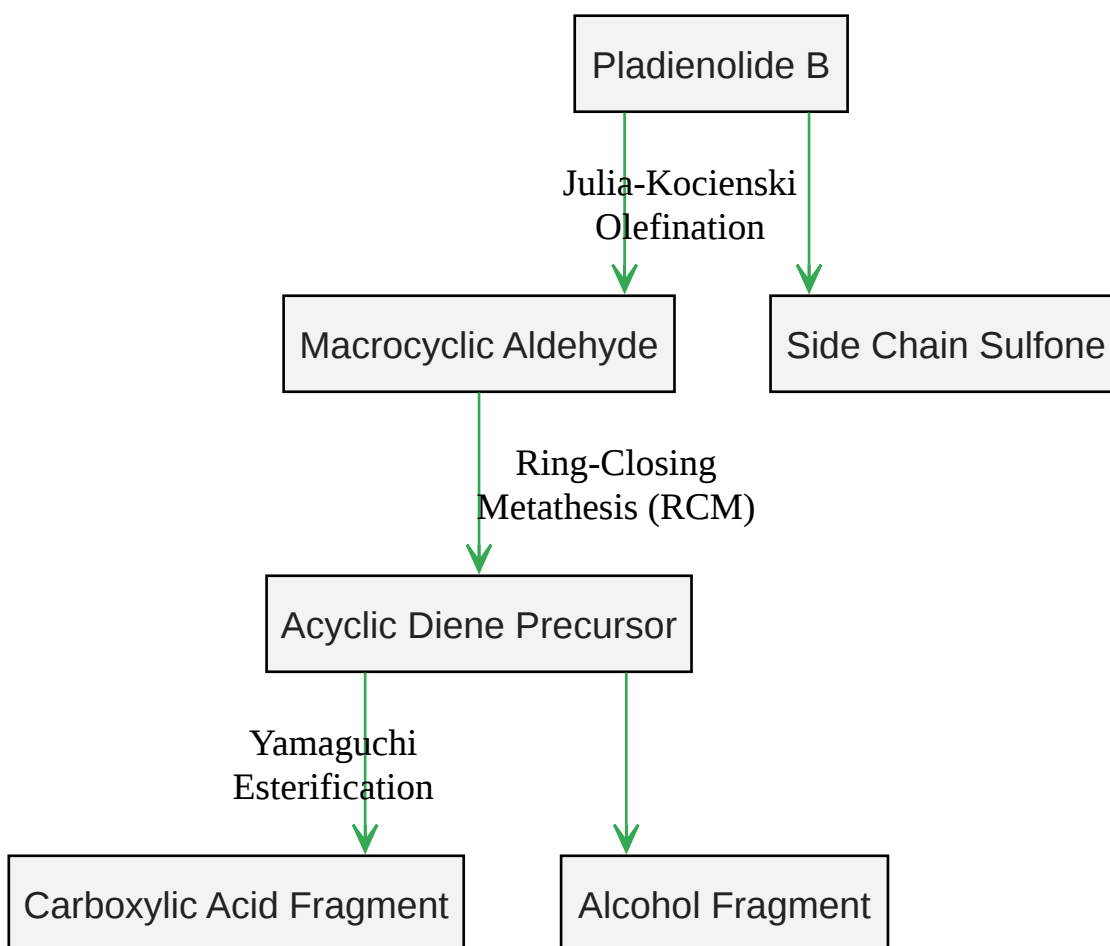 Pladienolide B
Julia-Kocienski
Olefination
Macrocyclic Aldehyde
Side Chain Sulfone
Ring-Closing
Metathesis (RCM)
Acyclic Diene Precursor
Yamaguchi
Esterification
Carboxylic Acid Fragment
Alcohol Fragment